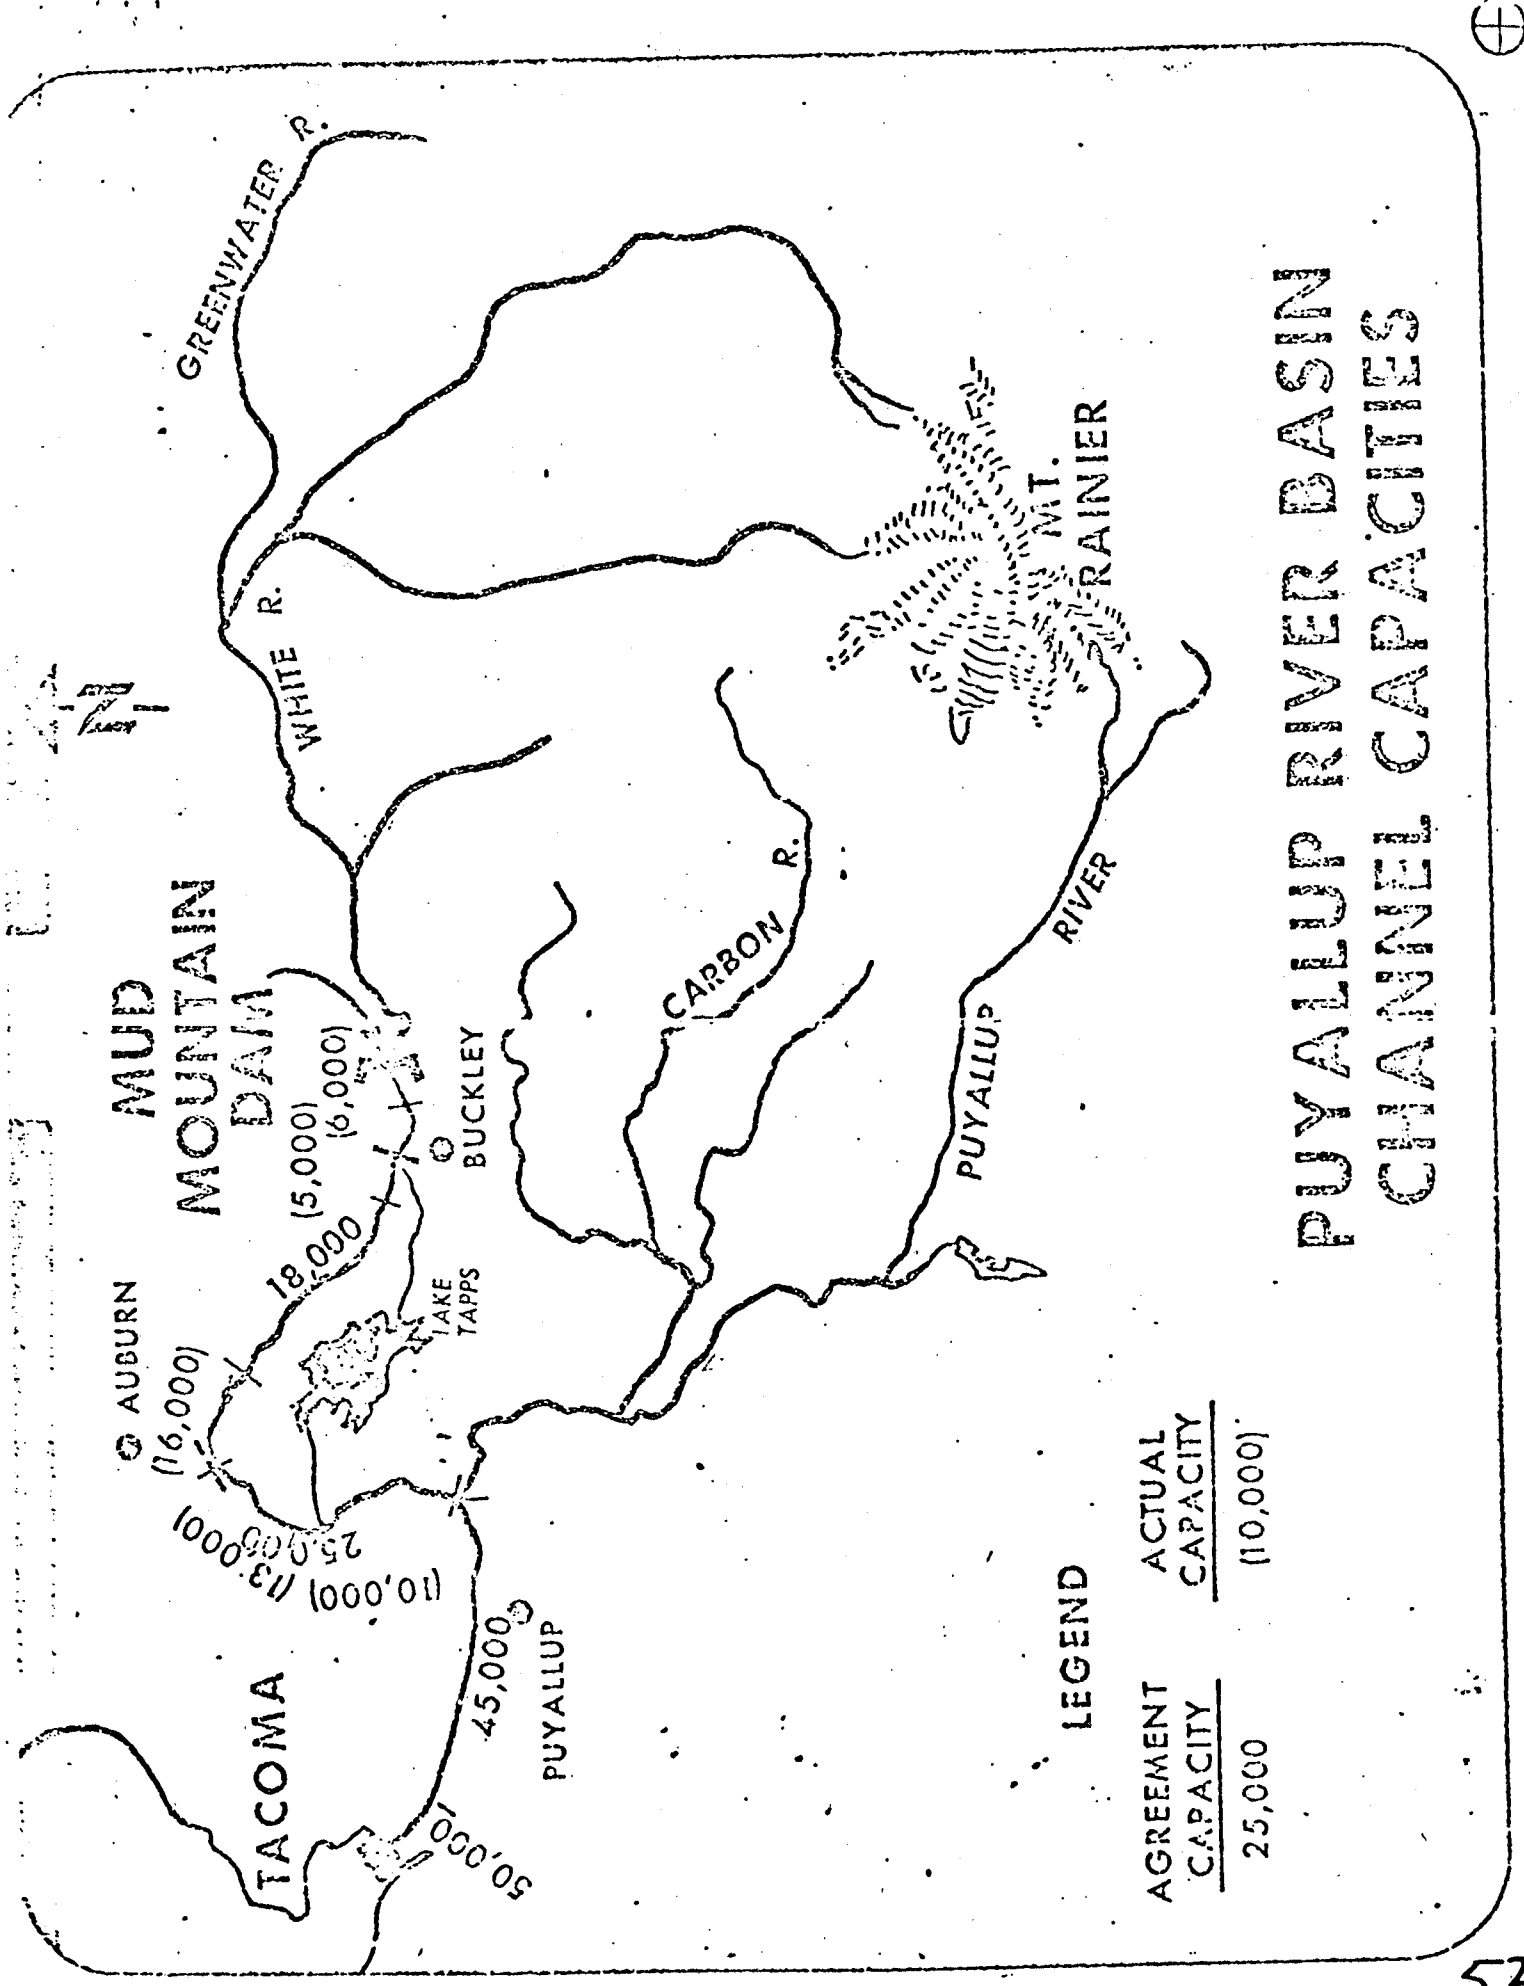 MUD
MOUNTAIN
DAM
GREENWATER R.
WHITE R.
N
AUBURN
(16,000)
18,000
(5,000)
(6,000)
BUCKLEY
LAKE
TAPPS
(13,000)
25,000
(10,000)
TACOMA
45,000
PUYALLUP
50,000
CARBON R.
PUYALLUP RIVER
MT.
RAINIER
LEGEND
AGREEMENT
CAPACITY
25,000
ACTUAL
CAPACITY
(10,000)
PUYALLUP RIVER BASIN
CHANNEL CAPACITIES